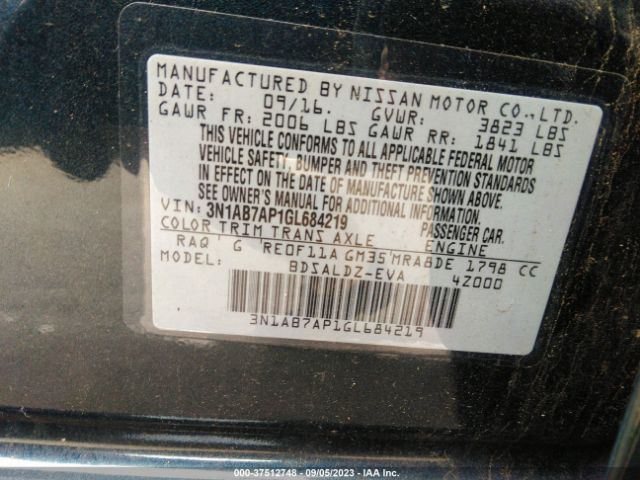 MANUFACTURED BY NISSAN MOTOR CO.,LTD.
DATE: 09/16. GVWR: 3823 LBS
GAWR FR: 2006 LBS GAWR RR: 1841 LBS
THIS VEHICLE CONFORMS TO ALL APPLICABLE FEDERAL MOTOR
VEHICLE SAFETY, BUMPER AND THEFT PREVENTION STANDARDS
IN EFFECT ON THE DATE OF MANUFACTURE SHOWN ABOVE.
SEE OWNER'S MANUAL FOR ADDITIONAL INFORMATION
VIN: 3N1AB7AP1GL684219 PASSENGER CAR.
COLOR TRIM TRANS AXLE ENGINE
RAQ G RE0F11A GM35 MRA8DE 1798 CC
BDSALDZ-EVA 4Z000
3N1AB7AP1GL684219
000-37512748 - 09/05/2023 - IAA Inc.